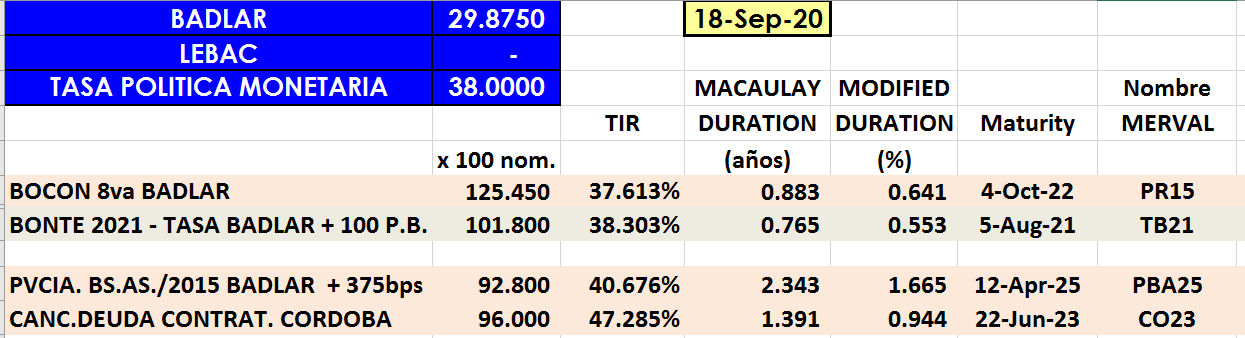 BADLAR 29.8750 18-Sep-20
LEBAC -
TASA POLITICA MONETARIA 38.0000 MACAULAY MODIFIED Nombre
TIR DURATION DURATION Maturity MERVAL
x 100 nom. (años) (%)
BOCON 8va BADLAR 125.450 37.613% 0.883 0.641 4-Oct-22 PR15
BONTE 2021 - TASA BADLAR + 100 P.B. 101.800 38.303% 0.765 0.553 5-Aug-21 TB21
PVCIA. BS.AS./2015 BADLAR + 375bps 92.800 40.676% 2.343 1.665 12-Apr-25 PBA25
CANC.DEUDA CONTRAT. CORDOBA 96.000 47.285% 1.391 0.944 22-Jun-23 CO23